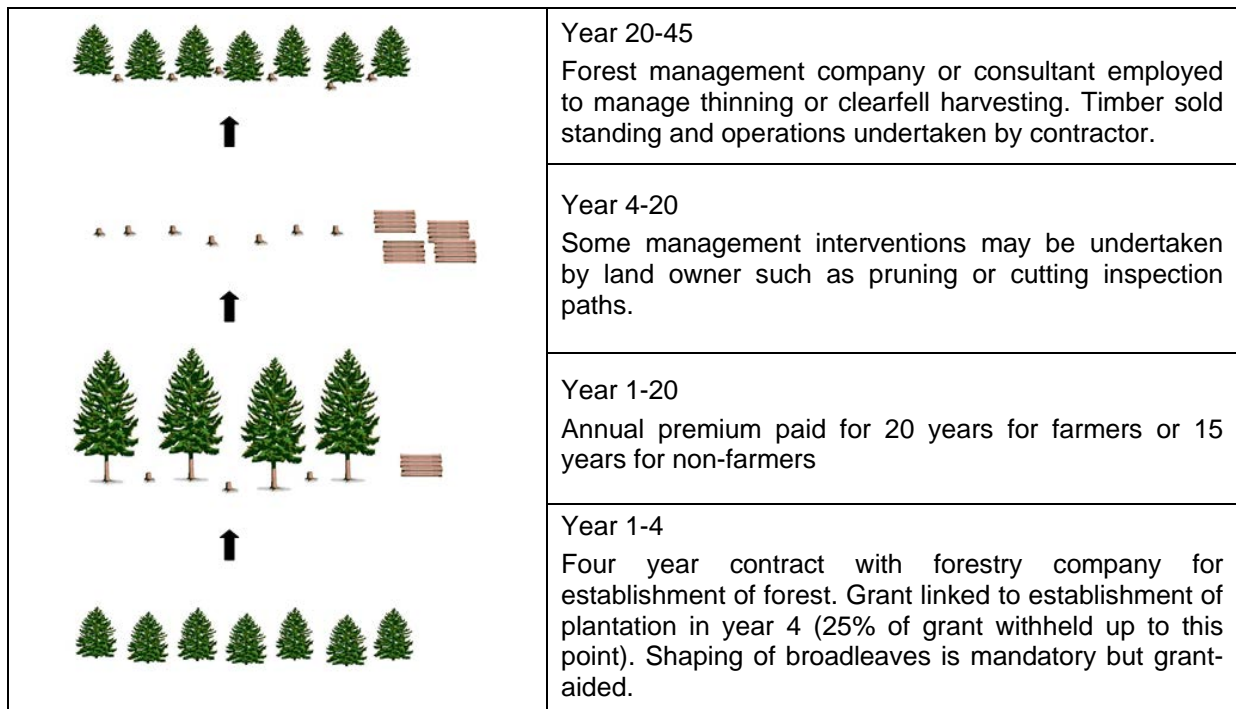 Year 20-45
Forest management company or consultant employed
to manage thinning or clearfell harvesting. Timber sold
standing and operations undertaken by contractor.
Year 4-20
Some management interventions may be undertaken
by land owner such as pruning or cutting inspection
paths.
Year 1-20
Annual premium paid for 20 years for farmers or 15
years for non-farmers
Year 1-4
Four year contract with forestry company for
establishment of forest. Grant linked to establishment of
plantation in year 4 (25% of grant withheld up to this
point). Shaping of broadleaves is mandatory but grant-
aided.